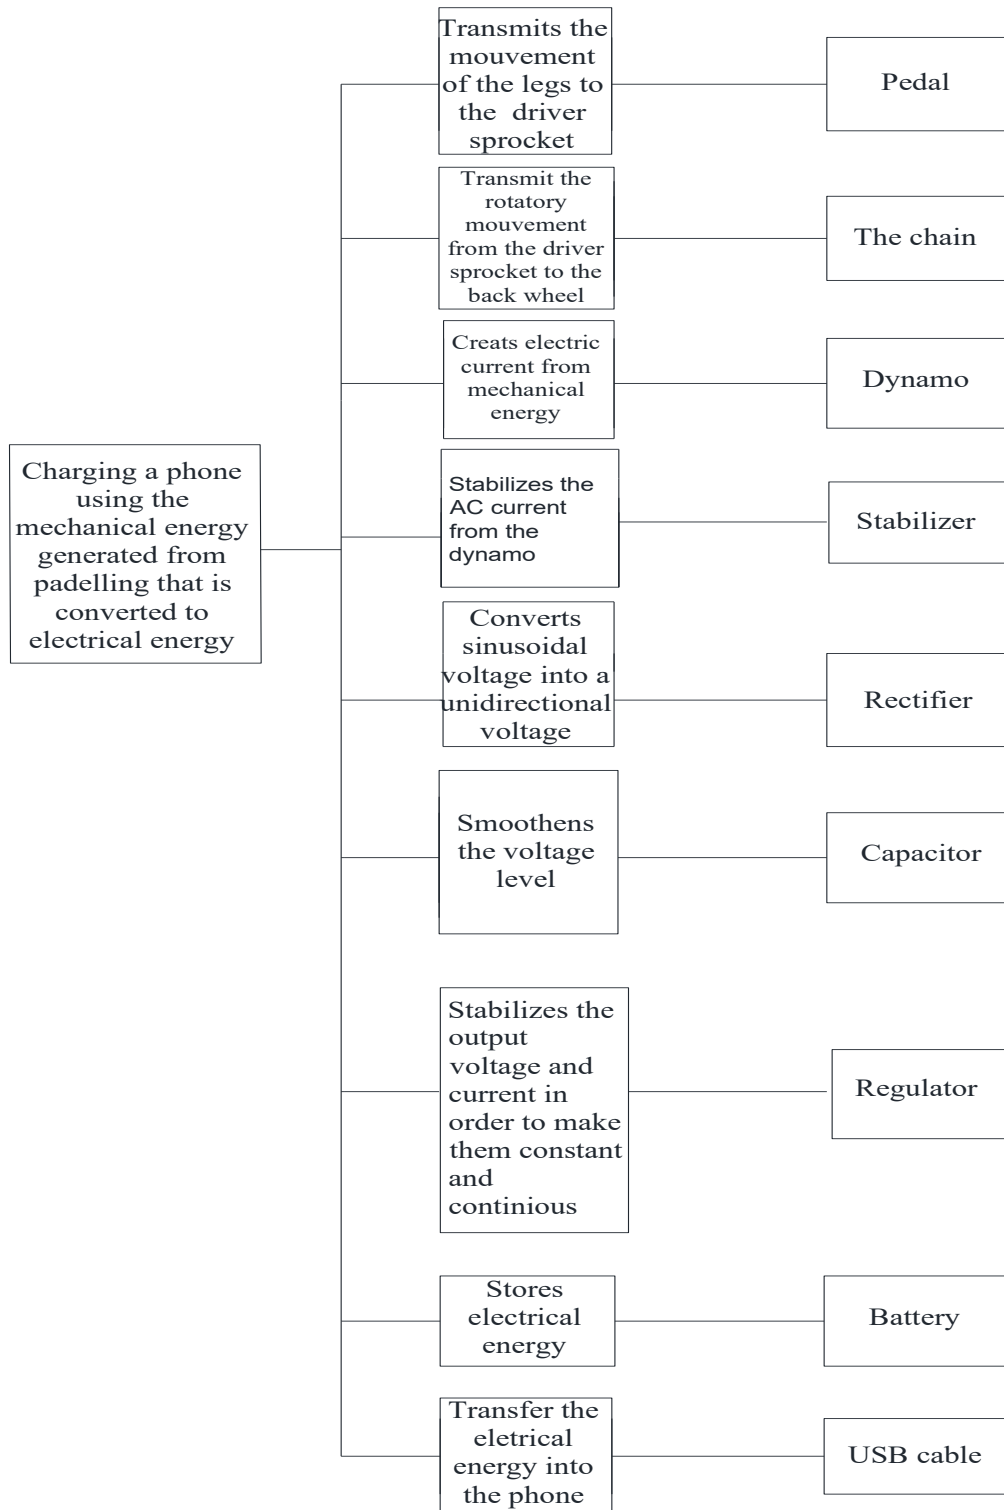 Transmits the
mouvement
of the legs to
the driver
sprocket
Pedal
Transmit the
rotatory
mouvement
from the driver
sprocket to the
back wheel
The chain
Creats electric
current from
mechanical
energy
Dynamo
Charging a phone
using the
mechanical energy
generated from
padelling that is
converted to
electrical energy
Stabilizes the
AC current
from the
dynamo
Stabilizer
Converts
sinusoidal
voltage into a
unidirectional
voltage
Rectifier
Smoothens
the voltage
level
Capacitor
Stabilizes the
output
voltage and
current in
order to make
them constant
and
continious
Regulator
Stores
electrical
energy
Battery
Transfer the
eletrical
energy into
the phone
USB cable